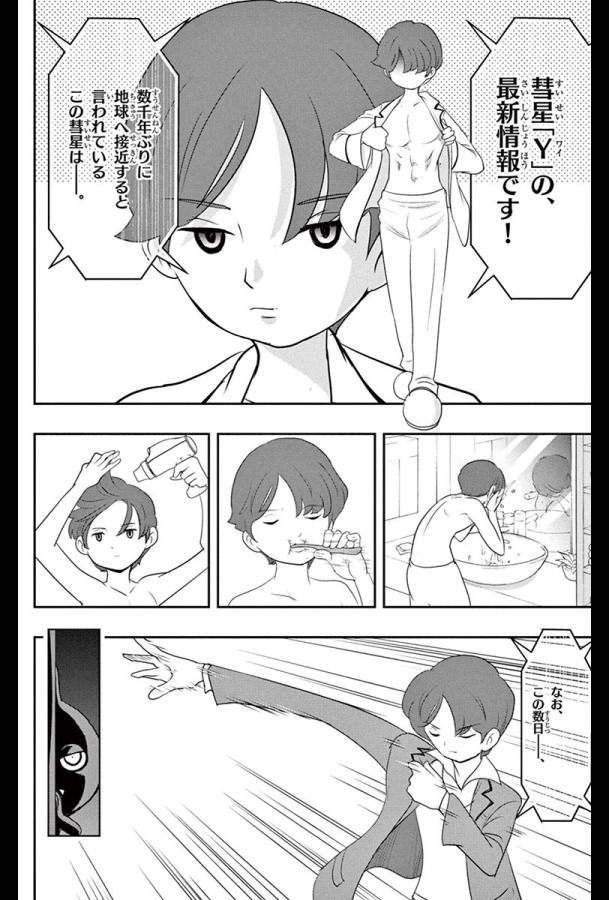 彗星「Y」の、
最新情報です！
数千年ぶりに
地球へ接近すると
言われている
この彗星は――。
なお、
この数日――、